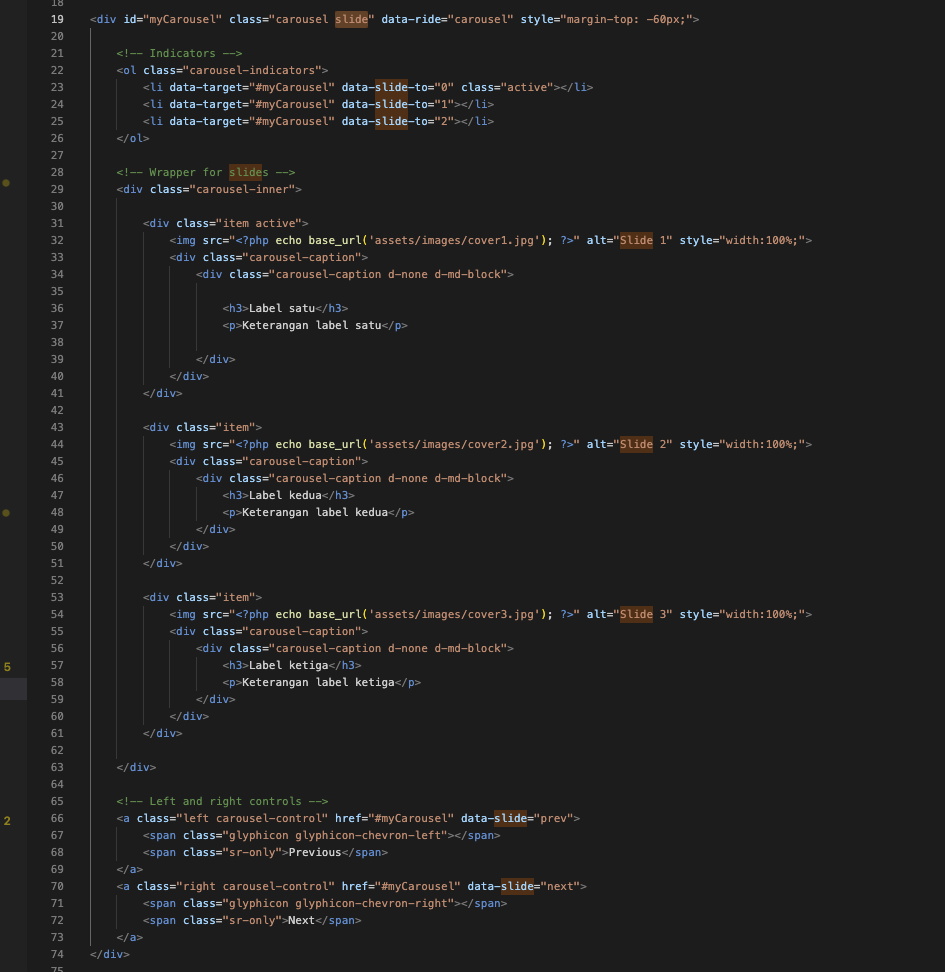 18
19 <div id="myCarousel" class="carousel slide" data-ride="carousel" style="margin-top: -60px;">
20
21 <!-- Indicators -->
22 <ol class="carousel-indicators">
23 <li data-target="#myCarousel" data-slide-to="0" class="active"></li>
24 <li data-target="#myCarousel" data-slide-to="1"></li>
25 <li data-target="#myCarousel" data-slide-to="2"></li>
26 </ol>
27
28 <!-- Wrapper for slides -->
29 <div class="carousel-inner">
30
31 <div class="item active">
32 <img src="<?php echo base_url('assets/images/cover1.jpg'); ?>" alt="Slide 1" style="width:100%;">
33 <div class="carousel-caption">
34 <div class="carousel-caption d-none d-md-block">
35
36 <h3>Label satu</h3>
37 <p>Keterangan label satu</p>
38
39 </div>
40 </div>
41 </div>
42
43 <div class="item">
44 <img src="<?php echo base_url('assets/images/cover2.jpg'); ?>" alt="Slide 2" style="width:100%;">
45 <div class="carousel-caption">
46 <div class="carousel-caption d-none d-md-block">
47 <h3>Label kedua</h3>
48 <p>Keterangan label kedua</p>
49 </div>
50 </div>
51 </div>
52
53 <div class="item">
54 <img src="<?php echo base_url('assets/images/cover3.jpg'); ?>" alt="Slide 3" style="width:100%;">
55 <div class="carousel-caption">
56 <div class="carousel-caption d-none d-md-block">
5 57 <h3>Label ketiga</h3>
58 <p>Keterangan label ketiga</p>
59 </div>
60 </div>
61 </div>
62
63 </div>
64
65 <!-- Left and right controls -->
2 66 <a class="left carousel-control" href="#myCarousel" data-slide="prev">
67 <span class="glyphicon glyphicon-chevron-left"></span>
68 <span class="sr-only">Previous</span>
69 </a>
70 <a class="right carousel-control" href="#myCarousel" data-slide="next">
71 <span class="glyphicon glyphicon-chevron-right"></span>
72 <span class="sr-only">Next</span>
73 </a>
74 </div>
75